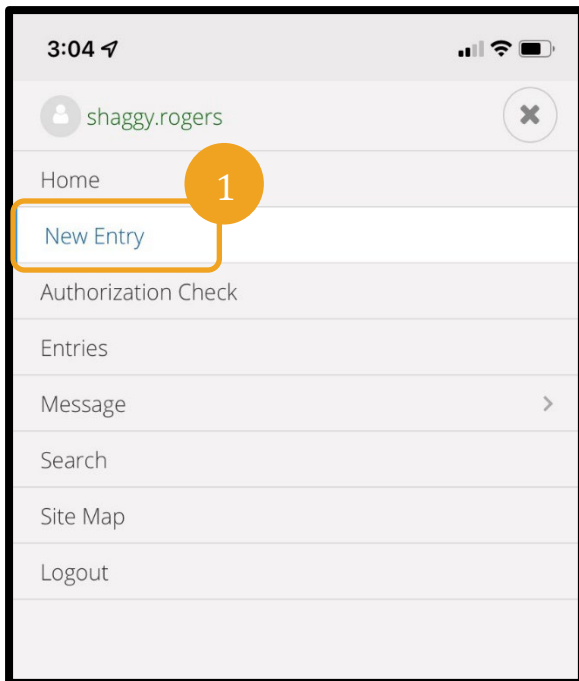 3:04
shaggy.rogers
Home
1
New Entry
Authorization Check
Entries
Message
Search
Site Map
Logout